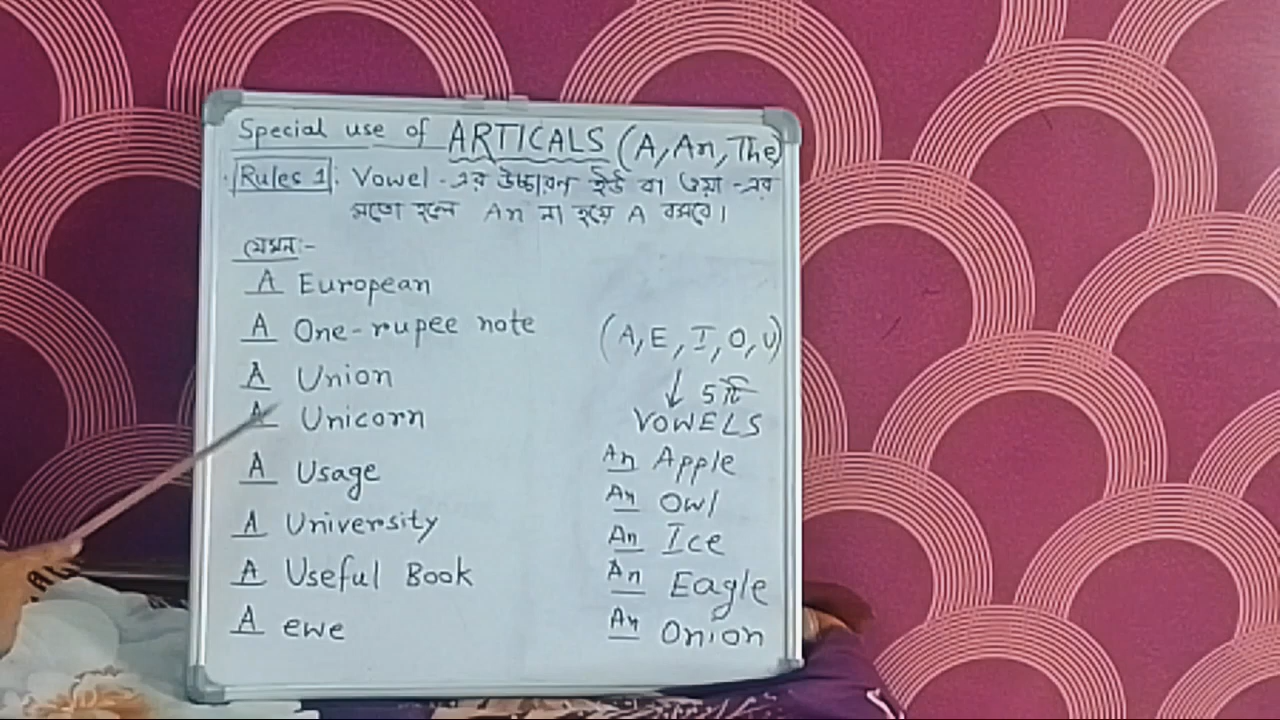 Special use of ARTICALS (A, An, The)
Rules 1: Vowel-এর উচ্চারন ইউ বা ওয়া-এর
মতো হলে An না হয়ে A বসবে।
যেমন:-
A European
A One-rupee note
A Union
A Unicorn
A Usage
A University
A Useful Book
A ewe
(A, E, I, O, U)
5টি
VOWELS
An Apple
An Owl
An Ice
An Eagle
An Onion